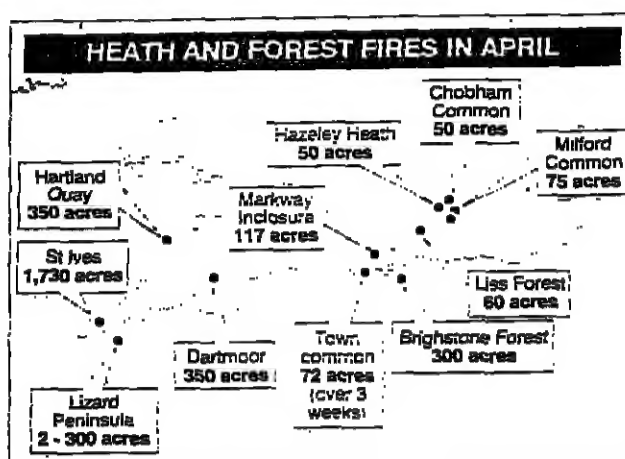 HEATH AND FOREST FIRES IN APRIL
Chobham
Common
50 acres
Hazeley Heath
50 acres
Milford
Common
75 acres
Hartland
Quay
350 acres
Markway
Inclosura
117 acres
St Ives
1,730 acres
Liss Forest
60 acres
Dartmoor
350 acres
Town
common
72 acres
(over 3
weeks)
Brighstone Forest
300 acres
Lizard
Peninsula
2 - 300 acres